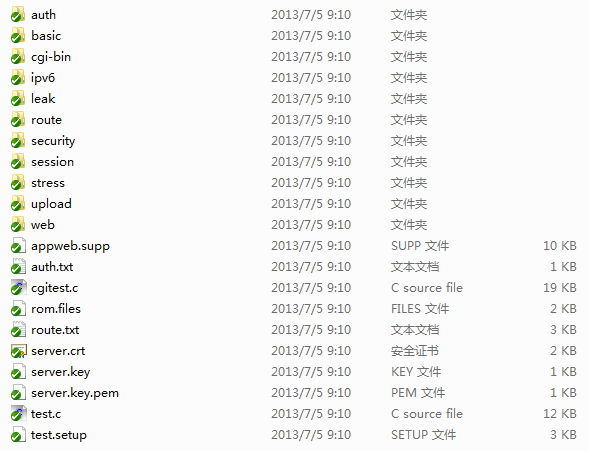 auth 2013/7/5 9:10 文件夹
basic 2013/7/5 9:10 文件夹
cgi-bin 2013/7/5 9:10 文件夹
ipv6 2013/7/5 9:10 文件夹
leak 2013/7/5 9:10 文件夹
route 2013/7/5 9:10 文件夹
security 2013/7/5 9:10 文件夹
session 2013/7/5 9:10 文件夹
stress 2013/7/5 9:10 文件夹
upload 2013/7/5 9:10 文件夹
web 2013/7/5 9:10 文件夹
appweb.supp 2013/7/5 9:10 SUPP 文件 10 KB
auth.txt 2013/7/5 9:10 文本文档 1 KB
cgitest.c 2013/7/5 9:10 C source file 19 KB
rom.files 2013/7/5 9:10 FILES 文件 2 KB
route.txt 2013/7/5 9:10 文本文档 3 KB
server.crt 2013/7/5 9:10 安全证书 2 KB
server.key 2013/7/5 9:10 KEY 文件 1 KB
server.key.pem 2013/7/5 9:10 PEM 文件 1 KB
test.c 2013/7/5 9:10 C source file 12 KB
test.setup 2013/7/5 9:10 SETUP 文件 3 KB